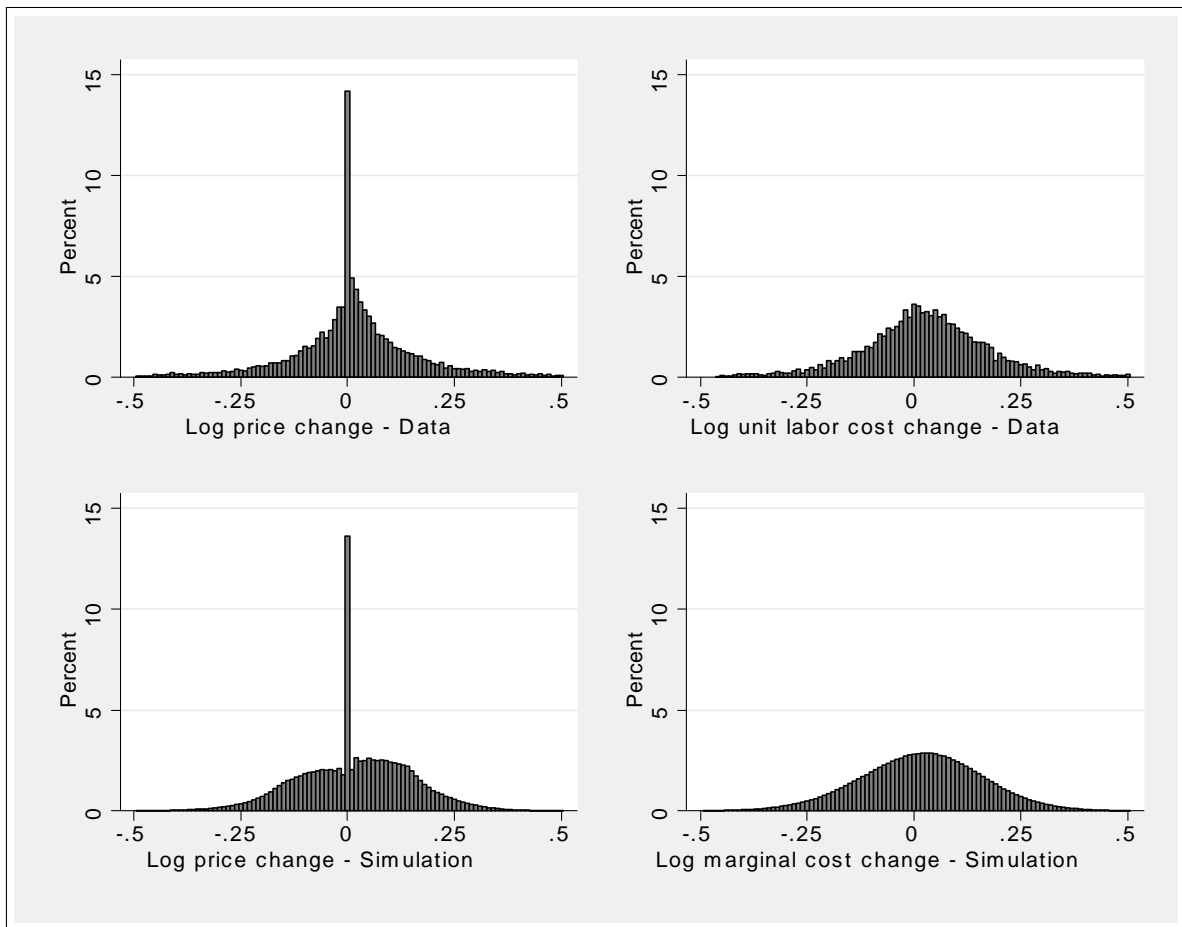 15
10
5
0
Percent
-.5 -.25 0 .25 .5
Log price change - Data
15
10
5
0
Percent
-.5 -.25 0 .25 .5
Log unit labor cost change - Data
15
10
5
0
Percent
-.5 -.25 0 .25 .5
Log price change - Simulation
15
10
5
0
Percent
-.5 -.25 0 .25 .5
Log marginal cost change - Simulation